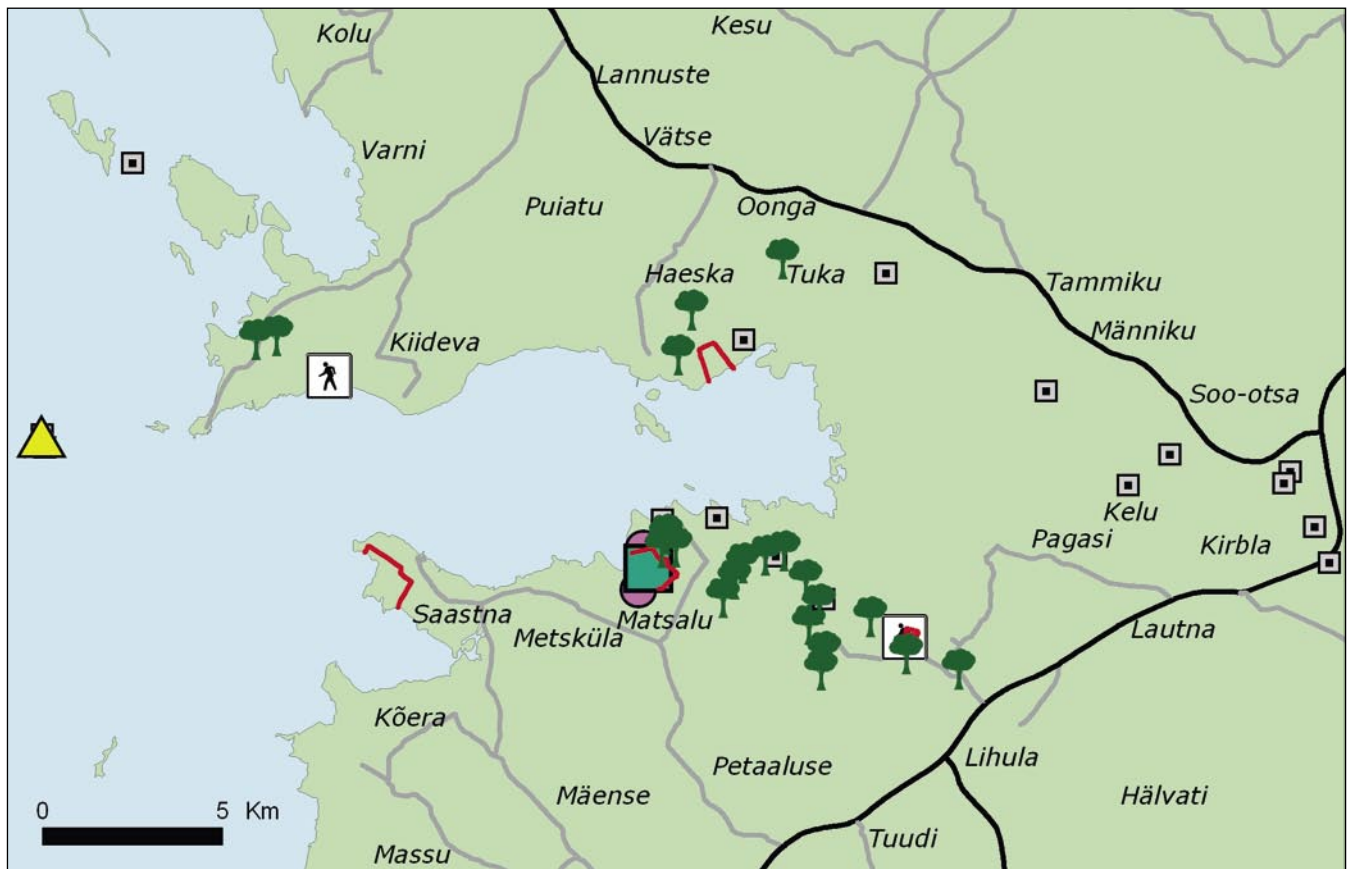 Kolu
Kesu
Lannuste
Vätse
Varni
Puiatu
Oonga
Haeska
Tuka
Tammiku
Männiku
Kiideva
Soo-otsa
Kelu
Pagasi
Kirbla
Saastna
Matsalu
Metsküla
Lautna
Kõera
Petaaluse
Lihula
Mäense
Hälvati
0 5 Km
Tuudi
Massu